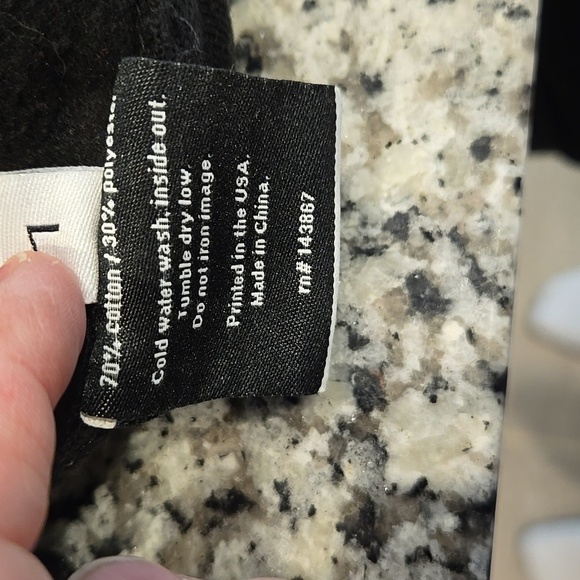 L
70% cotton / 30% polyester
Cold water wash, inside out.
Tumble dry low.
Do not iron image.
Printed in the USA.
Made in China.
rn# 143867